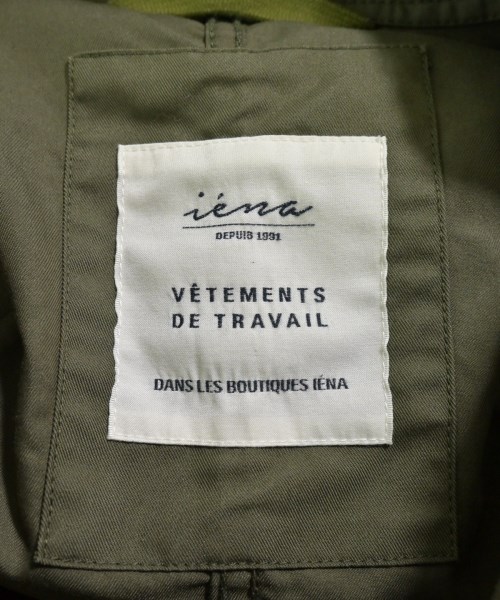 iéna
DEPUIS 1991
VÊTEMENTS
DE TRAVAIL
DANS LES BOUTIQUES IÉNA